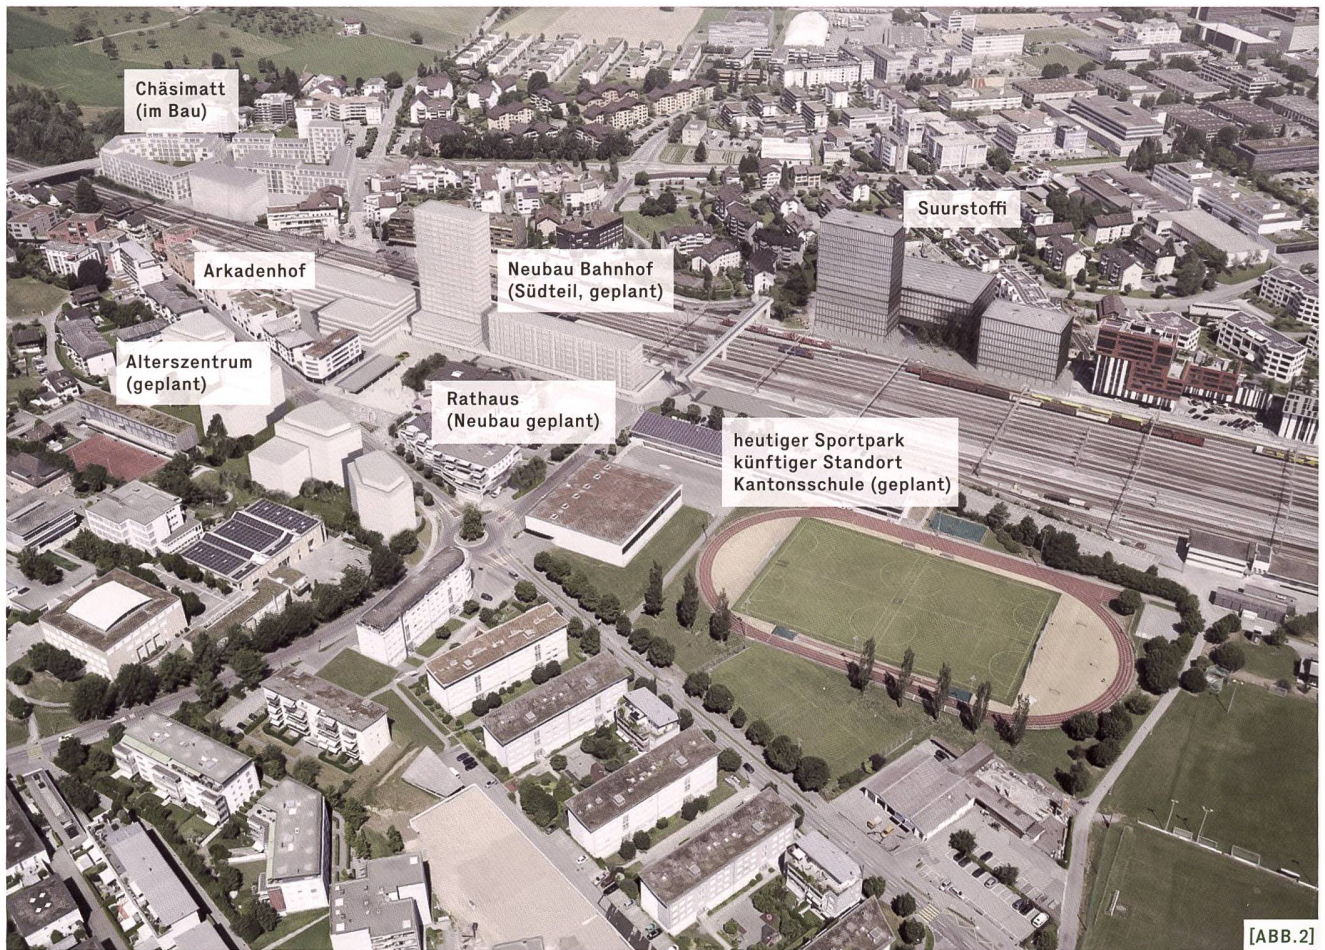 Chäsimatt
(im Bau)
Suurstoffi
Arkadenhof
Neubau Bahnhof
(Südteil, geplant)
Alterszentrum
(geplant)
Rathaus
(Neubau geplant)
heutiger Sportpark
künftiger Standort
Kantonsschule (geplant)
[ABB.2]